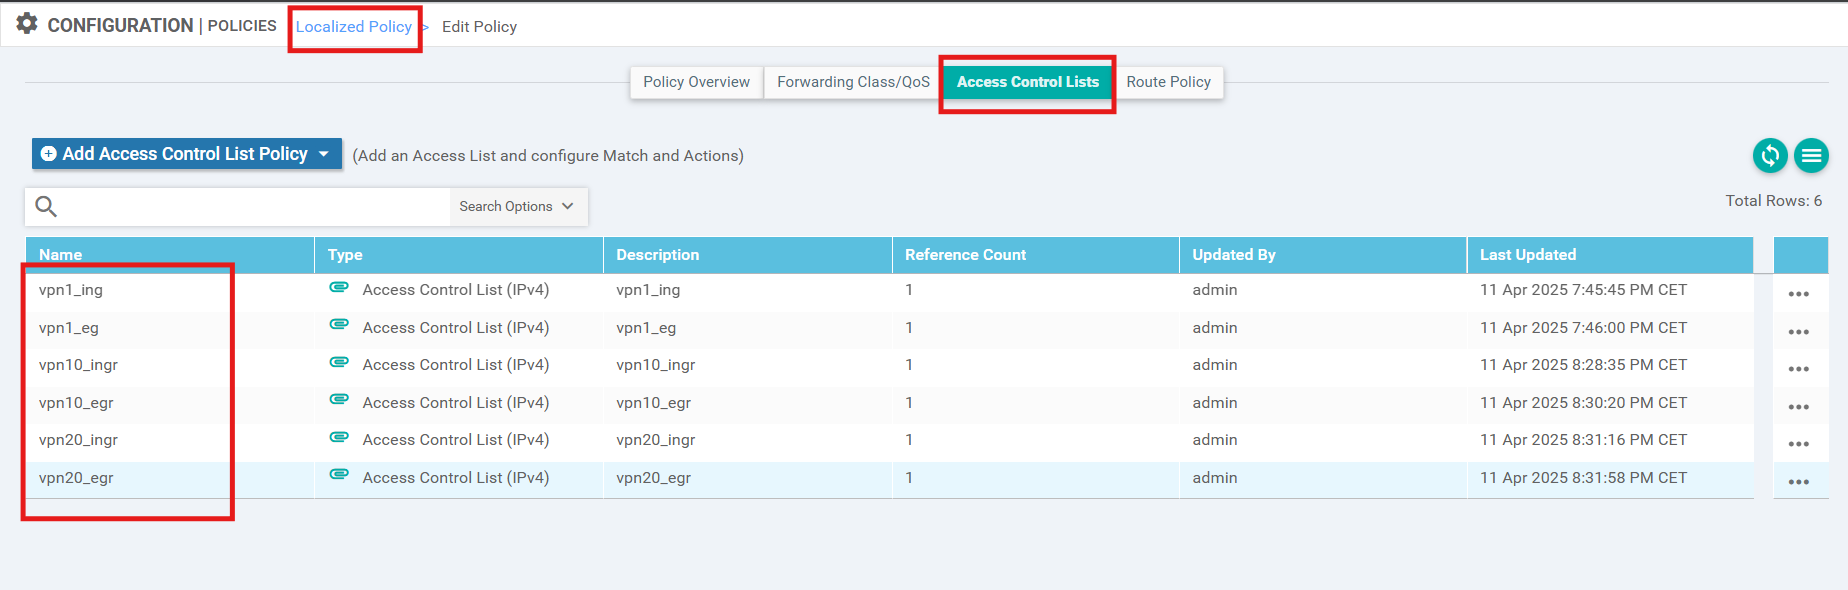 CONFIGURATION | POLICIES Localized Policy > Edit Policy
Policy Overview Forwarding Class/QoS Access Control Lists Route Policy
Add Access Control List Policy (Add an Access List and configure Match and Actions)
Search Options
Total Rows: 6
Name Type Description Reference Count Updated By Last Updated
vpn1_ing Access Control List (IPv4) vpn1_ing 1 admin 11 Apr 2025 7:45:45 PM CET
vpn1_eg Access Control List (IPv4) vpn1_eg 1 admin 11 Apr 2025 7:46:00 PM CET
vpn10_ingr Access Control List (IPv4) vpn10_ingr 1 admin 11 Apr 2025 8:28:35 PM CET
vpn10_egr Access Control List (IPv4) vpn10_egr 1 admin 11 Apr 2025 8:30:20 PM CET
vpn20_ingr Access Control List (IPv4) vpn20_ingr 1 admin 11 Apr 2025 8:31:16 PM CET
vpn20_egr Access Control List (IPv4) vpn20_egr 1 admin 11 Apr 2025 8:31:58 PM CET